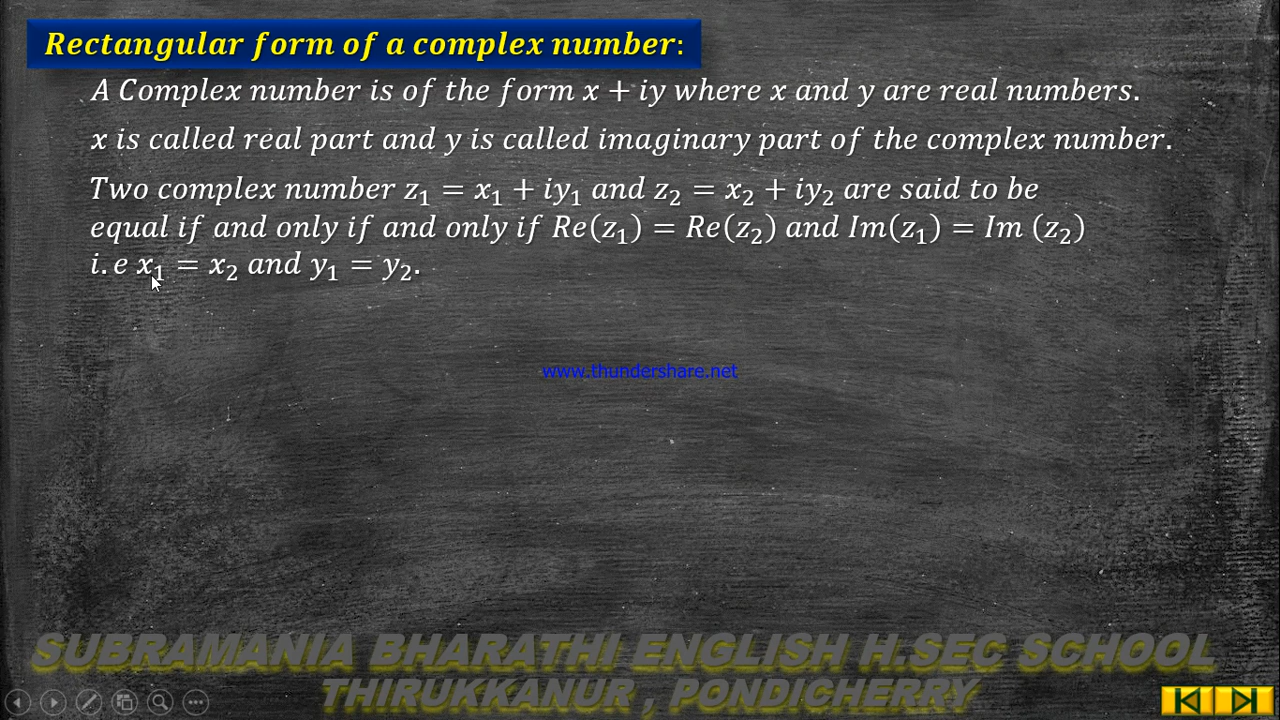 Rectangular form of a complex number:
A Complex number is of the form x + iy where x and y are real numbers.
x is called real part and y is called imaginary part of the complex number.
Two complex number z₁ = x₁ + iy₁ and z₂ = x₂ + iy₂ are said to be
equal if and only if and only if Re(z₁) = Re(z₂) and Im(z₁) = Im (z₂)
i.e x₁ = x₂ and y₁ = y₂.
www.thundershare.net
SUBRAMANIA BHARATHI ENGLISH H.SEC SCHOOL
THIRUKKANUR , PONDICHERRY